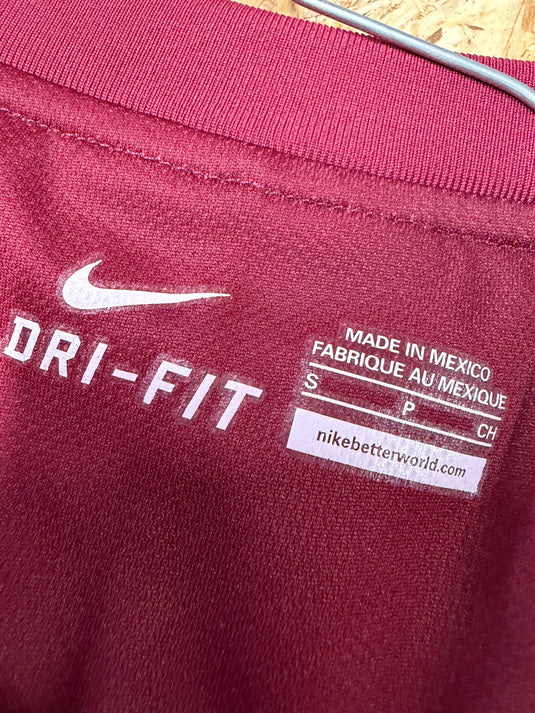 DRI-FIT
MADE IN MEXICO
FABRIQUE AU MEXIQUE
S P CH
nikebetterworld.com